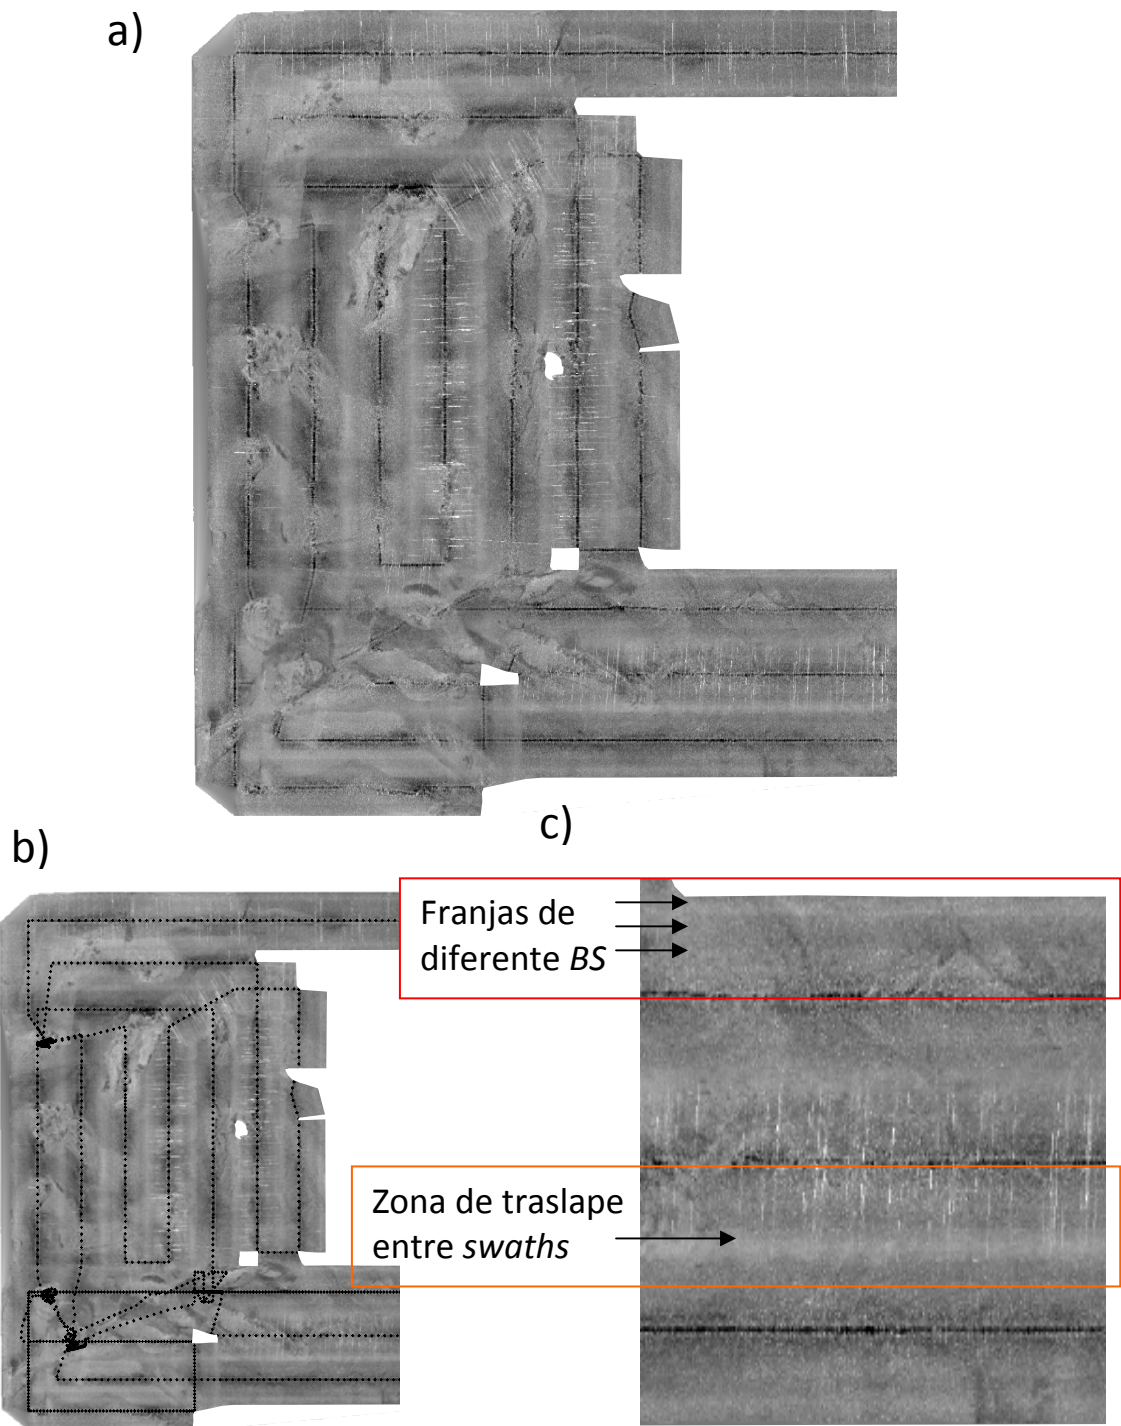 a)
b)
c)
Franjas de
diferente BS
Zona de traslape
entre swaths